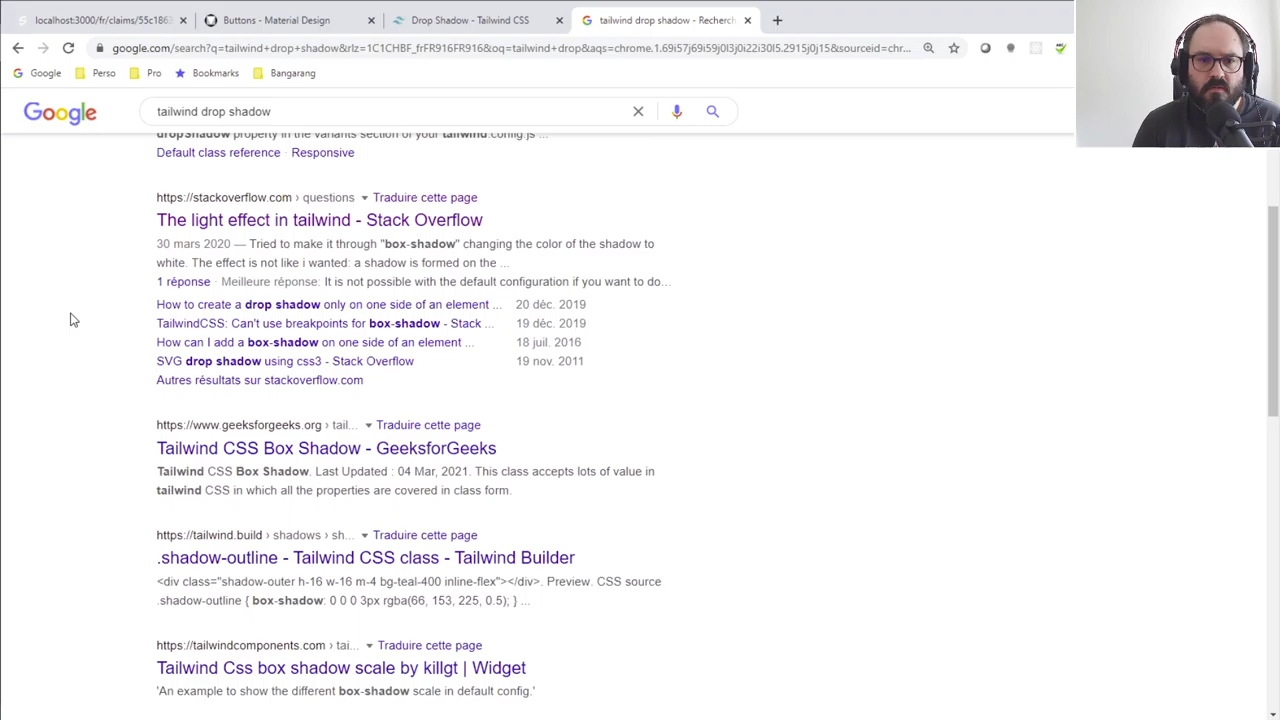 localhost:3000/fr/claims/55c1863
Buttons - Material Design
Drop Shadow - Tailwind CSS
tailwind drop shadow - Recherch
google.com/search?q=tailwind+drop+shadow&rlz=1C1CHBF_frFR916FR916&oq=tailwind+drop&aqs=chrome.1.69i57j69i59j0l3j0i22i30l5.2915j0j15&sourceid=chr...
Google
Perso
Pro
Bookmarks
Bangarang
Google
tailwind drop shadow
dropShadow property in the variants section of your tailwind.config.js ...
Default class reference · Responsive
https://stackoverflow.com › questions
Traduire cette page
The light effect in tailwind - Stack Overflow
30 mars 2020 — Tried to make it through "box-shadow" changing the color of the shadow to
white. The effect is not like i wanted: a shadow is formed on the ...
1 réponse · Meilleure réponse: It is not possible with the default configuration if you want to do...
How to create a drop shadow only on one side of an element ... 20 déc. 2019
TailwindCSS: Can't use breakpoints for box-shadow - Stack ... 19 déc. 2019
How can I add a box-shadow on one side of an element ... 18 juil. 2016
SVG drop shadow using css3 - Stack Overflow 19 nov. 2011
Autres résultats sur stackoverflow.com
https://www.geeksforgeeks.org › tail...
Traduire cette page
Tailwind CSS Box Shadow - GeeksforGeeks
Tailwind CSS Box Shadow. Last Updated : 04 Mar, 2021. This class accepts lots of value in
tailwind CSS in which all the properties are covered in class form.
https://tailwind.build › shadows › sh...
Traduire cette page
.shadow-outline - Tailwind CSS class - Tailwind Builder
<div class="shadow-outer h-16 w-16 m-4 bg-teal-400 inline-flex"></div>. Preview. CSS source
.shadow-outline { box-shadow: 0 0 0 3px rgba(66, 153, 225, 0.5); } ...
https://tailwindcomponents.com › tai...
Traduire cette page
Tailwind Css box shadow scale by killgt | Widget
'An example to show the different box-shadow scale in default config.'